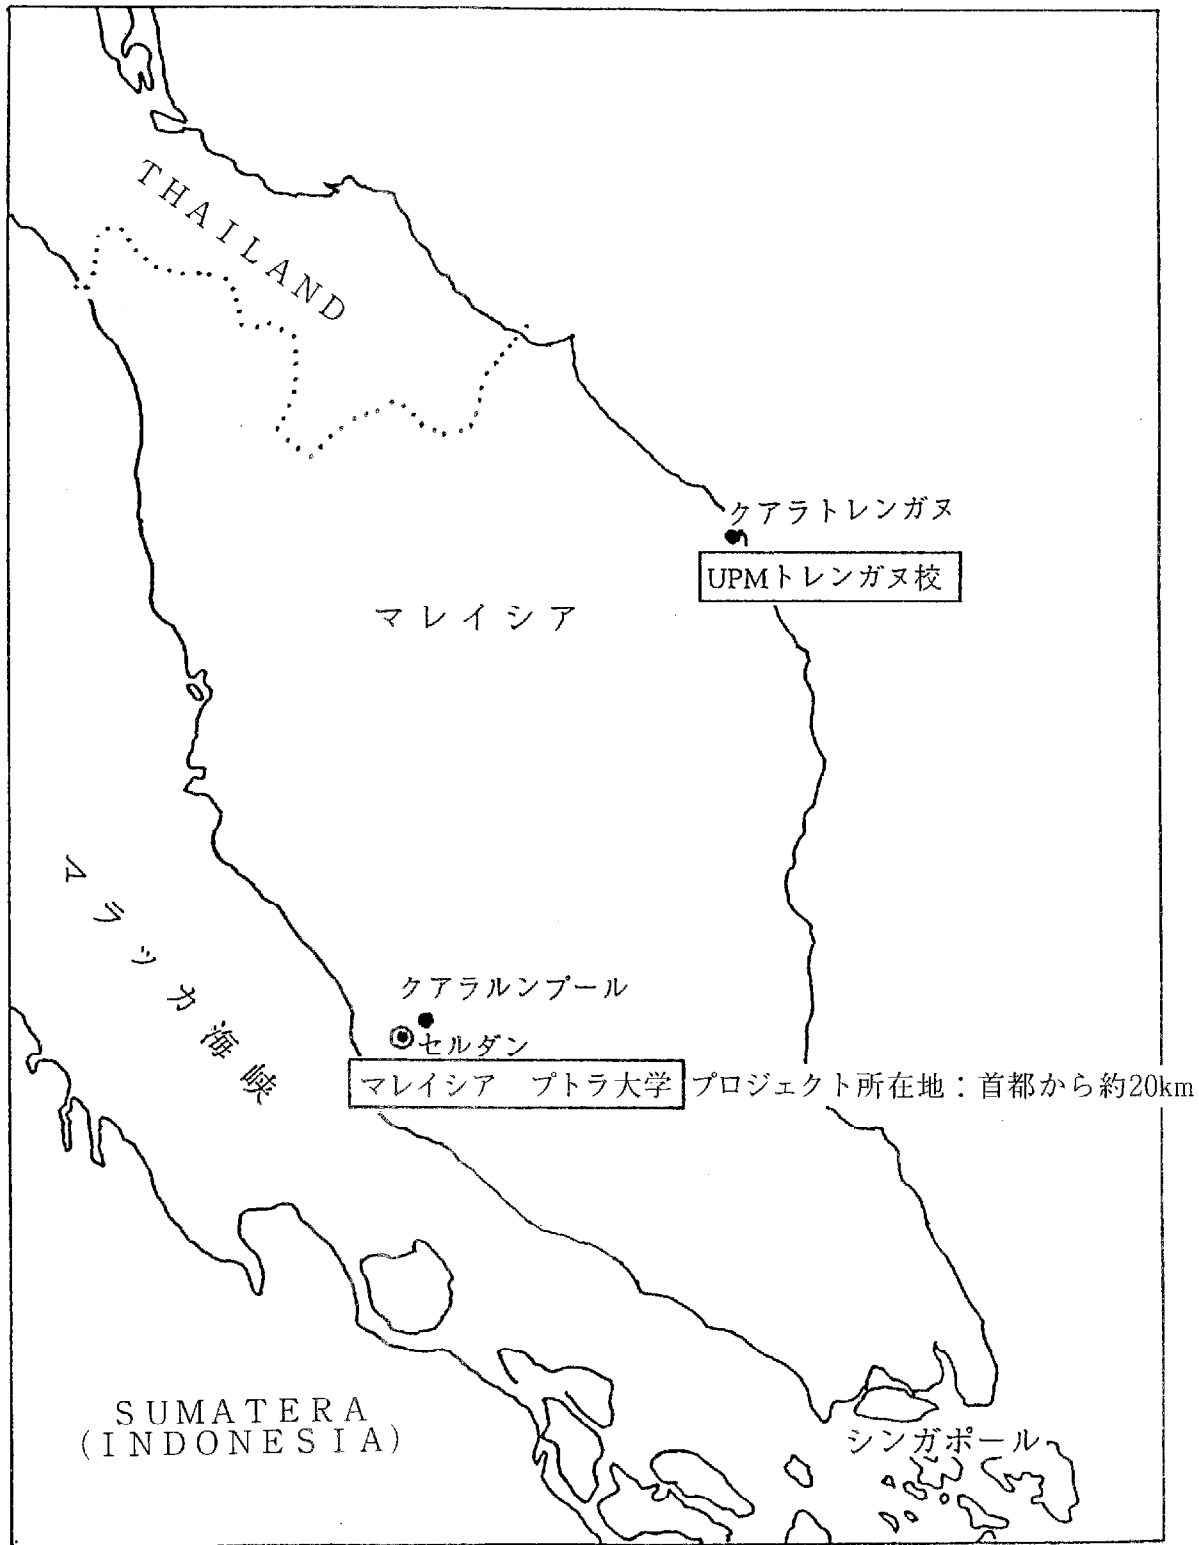 THAILAND
クアラトレンガヌ
UPMトレンガヌ校
マレイシア
マラッカ海峡
クアラルンプール
セルダン
マレイシア プトラ大学 プロジェクト所在地：首都から約20km
SUMATERA
(INDONESIA)
シンガポール